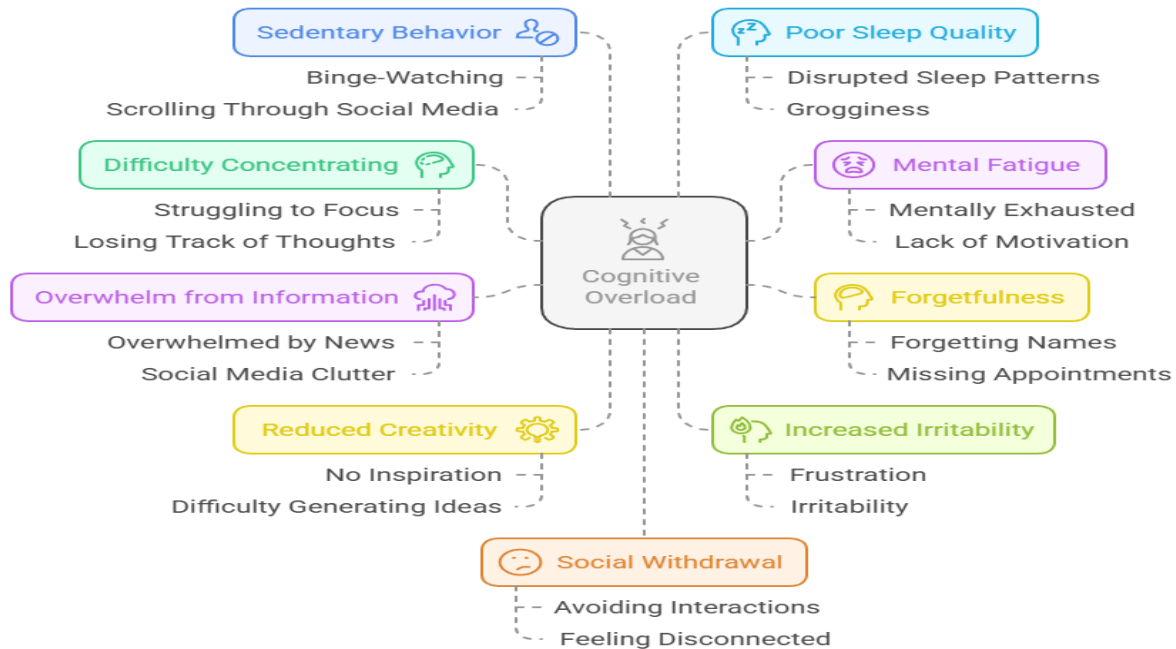 Sedentary Behavior
Binge-Watching
Scrolling Through Social Media
Poor Sleep Quality
Disrupted Sleep Patterns
Grogginess
Difficulty Concentrating
Struggling to Focus
Losing Track of Thoughts
Mental Fatigue
Mentally Exhausted
Lack of Motivation
Cognitive
Overload
Overwhelm from Information
Overwhelmed by News
Social Media Clutter
Forgetfulness
Forgetting Names
Missing Appointments
Reduced Creativity
No Inspiration
Difficulty Generating Ideas
Increased Irritability
Frustration
Irritability
Social Withdrawal
Avoiding Interactions
Feeling Disconnected